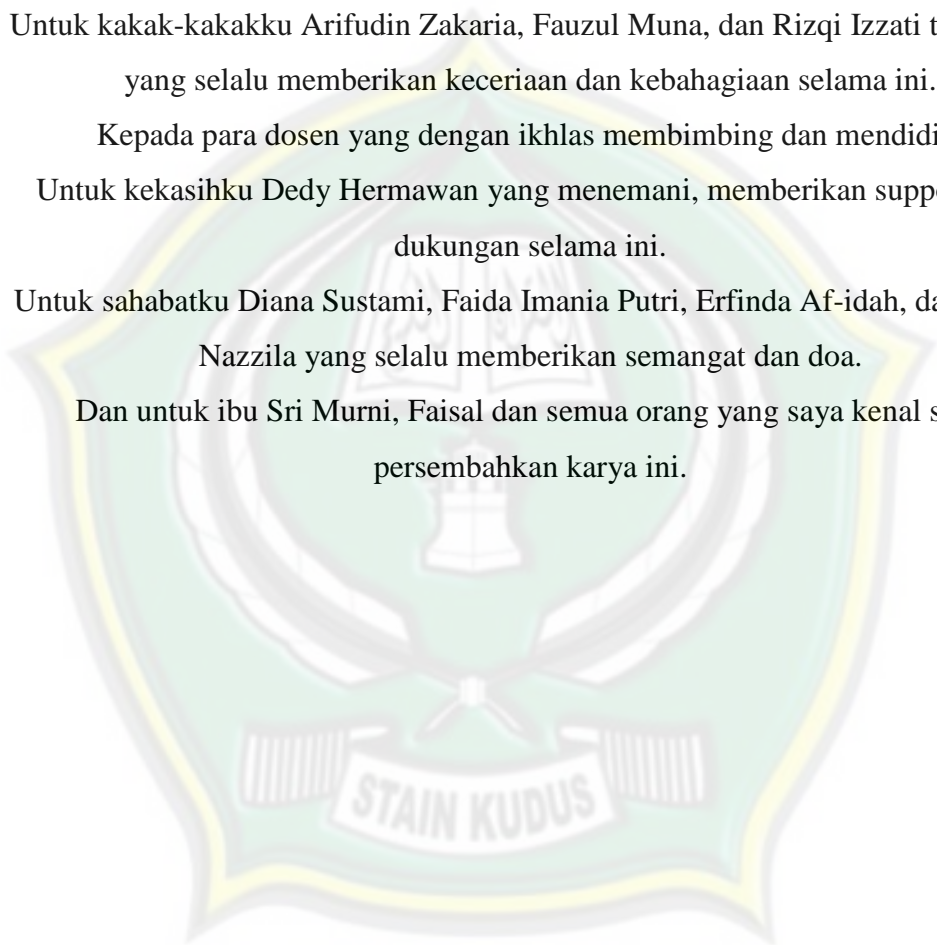 Untuk kakak-kakakku Arifudin Zakaria, Fauzul Muna, dan Rizqi Izzati
yang selalu memberikan keceriaan dan kebahagiaan selama ini.
Kepada para dosen yang dengan ikhlas membimbing dan
Untuk kekasihku Dedy Hermawan yang menemani, memberikan
dukungan selama ini.
Untuk sahabatku Diana Sustami, Faida Imania Putri, Erfinda Af-idah,
Nazzila yang selalu memberikan semangat dan doa.
Dan untuk ibu Sri Murni, Faisal dan semua orang yang saya kenal
persembahkan karya ini.
STAIN KUDUS